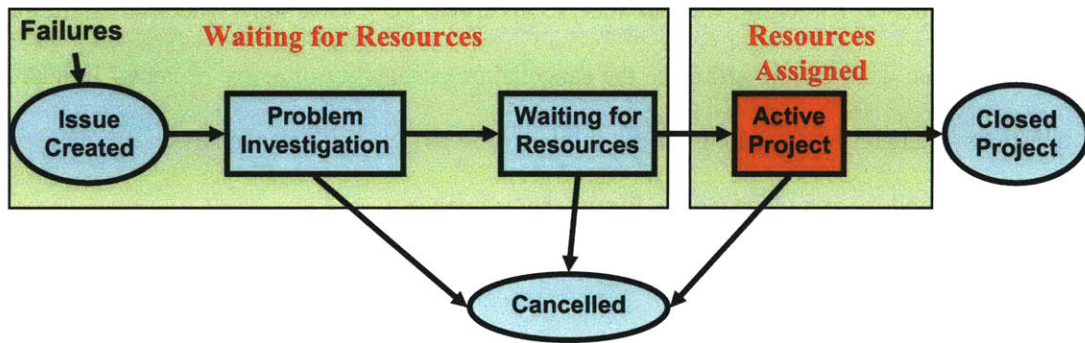 Failures
Waiting for Resources
Resources
Assigned
Issue
Created
Problem
Investigation
Waiting for
Resources
Active
Project
Closed
Project
Cancelled